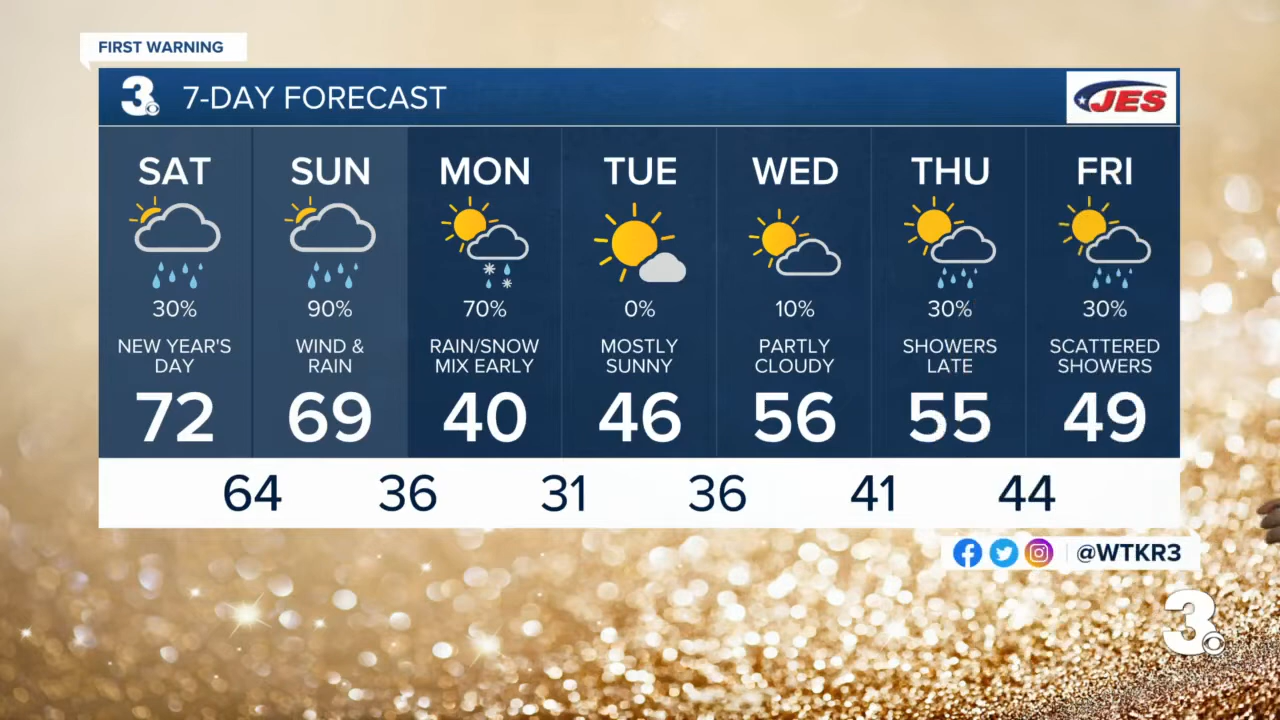 FIRST WARNING
3 7-DAY FORECAST JES
SAT SUN MON TUE WED THU FRI
30% 90% 70% 0% 10% 30% 30%
NEW YEAR'S WIND & RAIN/SNOW MOSTLY PARTLY SHOWERS SCATTERED
DAY RAIN MIX EARLY SUNNY CLOUDY LATE SHOWERS
72 69 40 46 56 55 49
64 36 31 36 41 44
@WTKR3
3